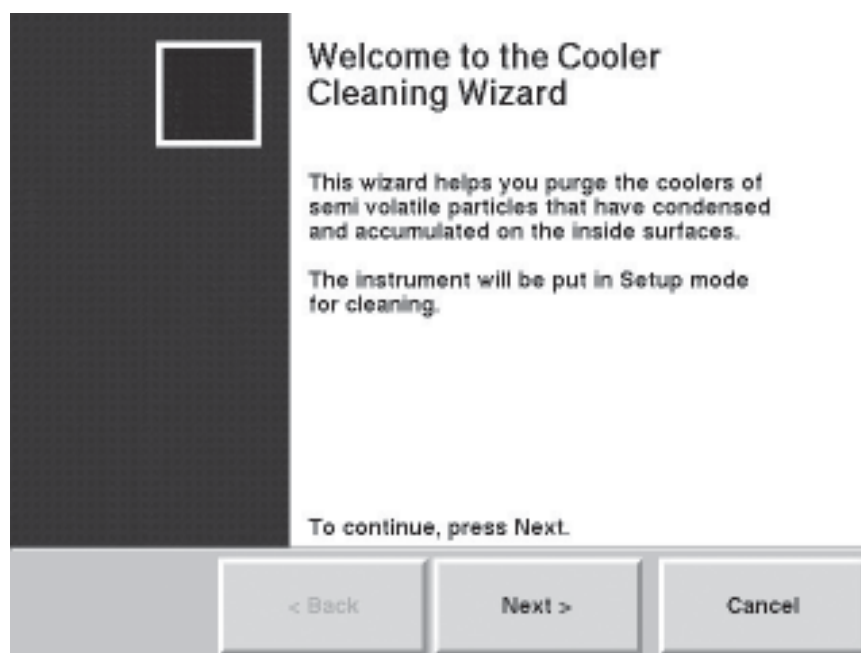 Welcome to the Cooler
Cleaning Wizard
This wizard helps you purge the coolers of
semi volatile particles that have condensed
and accumulated on the inside surfaces.
The instrument will be put in Setup mode
for cleaning.
To continue, press Next.
< Back
Next >
Cancel